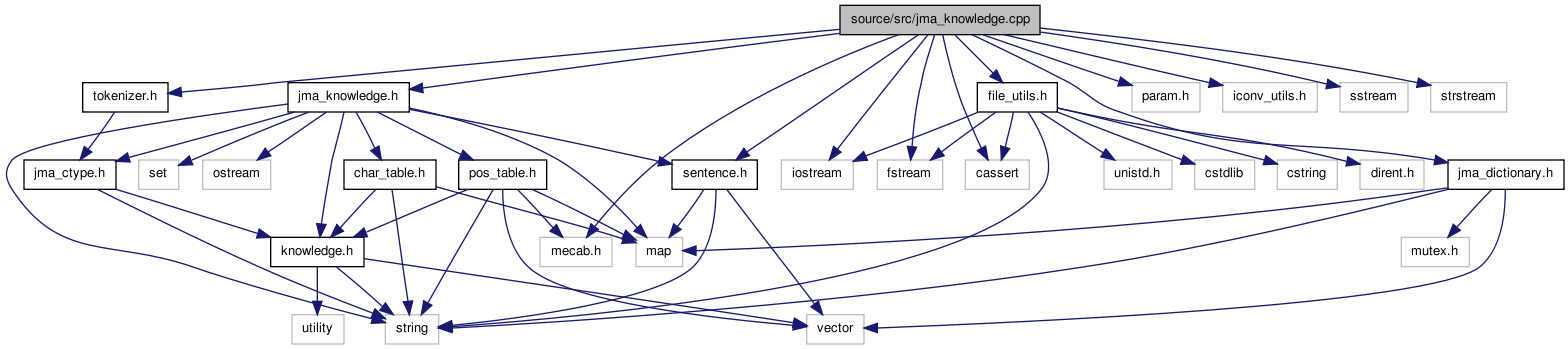 source/src/jma_knowledge.cpp
tokenizer.h
jma_knowledge.h
file_utils.h
param.h
iconv_utils.h
sstream
strstream
jma_ctype.h
set
ostream
char_table.h
pos_table.h
sentence.h
iostream
fstream
cassert
unistd.h
cstdlib
cstring
dirent.h
jma_dictionary.h
knowledge.h
mecab.h
map
mutex.h
utility
string
vector